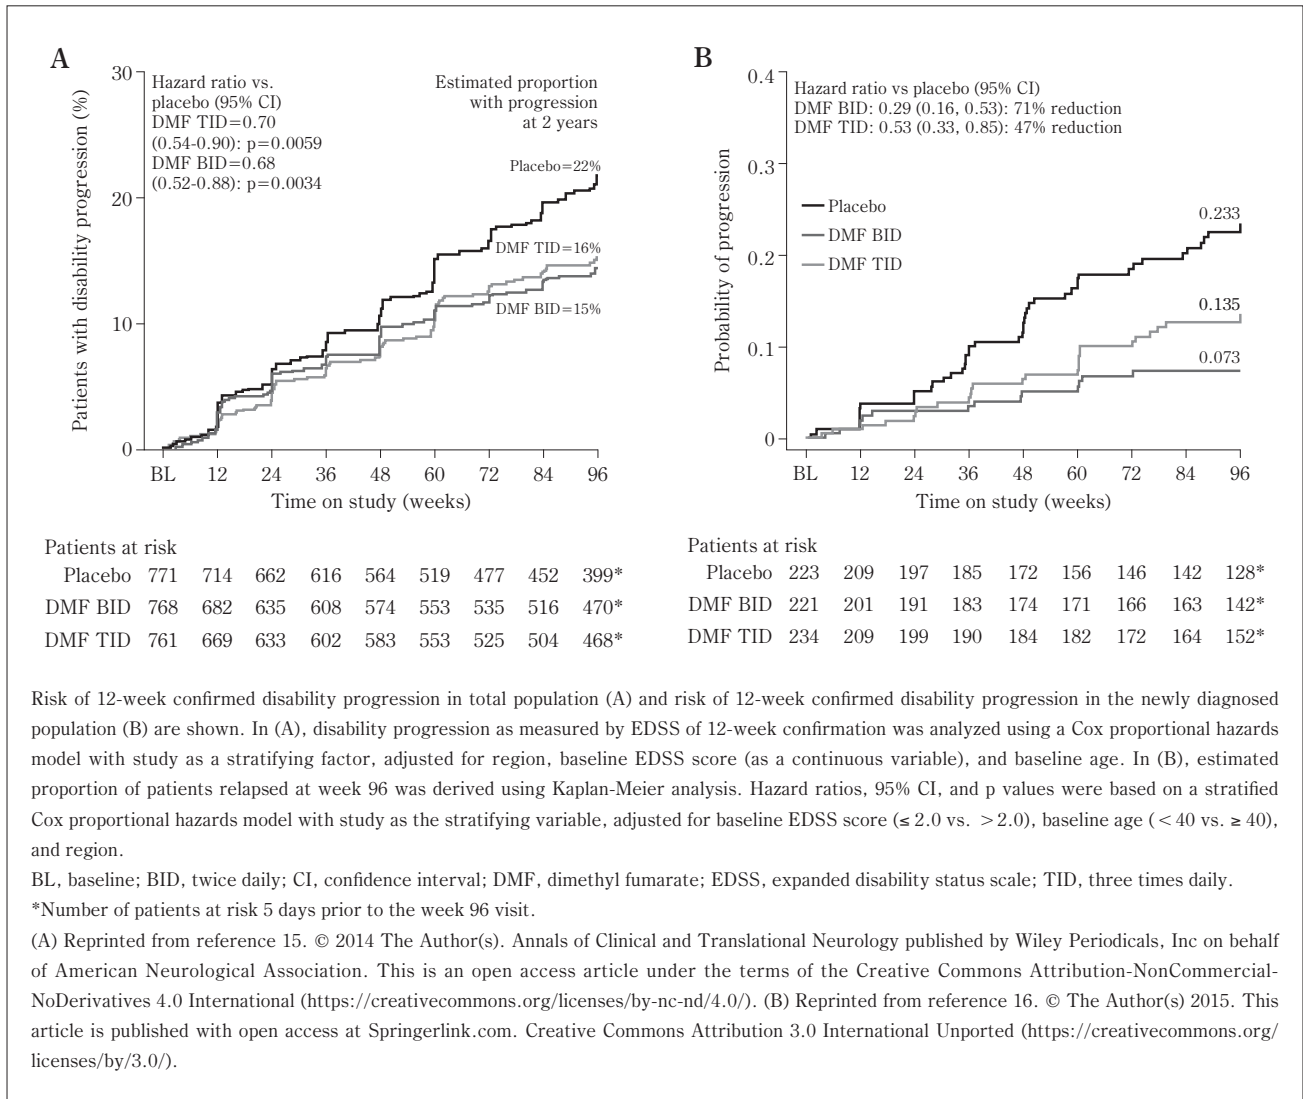 A
Patients with disability progression (%)
30
20
10
0
Hazard ratio vs.
placebo (95% CI)
DMF TID=0.70
(0.54-0.90): p=0.0059
DMF BID=0.68
(0.52-0.88): p=0.0034
Estimated proportion
with progression
at 2 years
Placebo=22%
DMF TID=16%
DMF BID=15%
BL 12 24 36 48 60 72 84 96
Time on study (weeks)
Patients at risk
Placebo 771 714 662 616 564 519 477 452 399*
DMF BID 768 682 635 608 574 553 535 516 470*
DMF TID 761 669 633 602 583 553 525 504 468*
B
Probability of progression
0.4
0.3
0.2
0.1
0
Hazard ratio vs placebo (95% CI)
DMF BID: 0.29 (0.16, 0.53): 71% reduction
DMF TID: 0.53 (0.33, 0.85): 47% reduction
Placebo
DMF BID
DMF TID
0.233
0.135
0.073
BL 12 24 36 48 60 72 84 96
Time on study (weeks)
Patients at risk
Placebo 223 209 197 185 172 156 146 142 128*
DMF BID 221 201 191 183 174 171 166 163 142*
DMF TID 234 209 199 190 184 182 172 164 152*
Risk of 12-week confirmed disability progression in total population (A) and risk of 12-week confirmed disability progression in the newly diagnosed
population (B) are shown. In (A), disability progression as measured by EDSS of 12-week confirmation was analyzed using a Cox proportional hazards
model with study as a stratifying factor, adjusted for region, baseline EDSS score (as a continuous variable), and baseline age. In (B), estimated
proportion of patients relapsed at week 96 was derived using Kaplan-Meier analysis. Hazard ratios, 95% CI, and p values were based on a stratified
Cox proportional hazards model with study as the stratifying variable, adjusted for baseline EDSS score (≤ 2.0 vs. > 2.0), baseline age (< 40 vs. ≥ 40),
and region.
BL, baseline; BID, twice daily; CI, confidence interval; DMF, dimethyl fumarate; EDSS, expanded disability status scale; TID, three times daily.
*Number of patients at risk 5 days prior to the week 96 visit.
(A) Reprinted from reference 15. © 2014 The Author(s). Annals of Clinical and Translational Neurology published by Wiley Periodicals, Inc on behalf
of American Neurological Association. This is an open access article under the terms of the Creative Commons Attribution-NonCommercial-
NoDerivatives 4.0 International (https://creativecommons.org/licenses/by-nc-nd/4.0/). (B) Reprinted from reference 16. © The Author(s) 2015. This
article is published with open access at Springerlink.com. Creative Commons Attribution 3.0 International Unported (https://creativecommons.org/
licenses/by/3.0/).